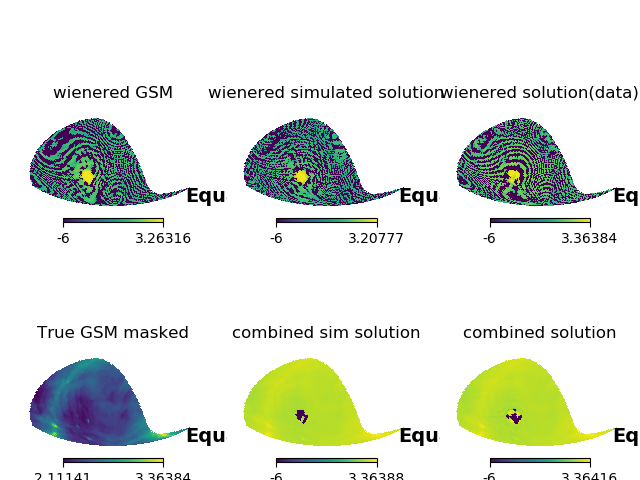 wienered GSM
wienered simulated solution
wienered solution(data)
Equ
Equ
Eq
-6 3.26316
-6 3.20777
-6 3.36384
True GSM masked
combined sim solution
combined solution
Equ
Equ
Eq
2.11141 3.36384
-6 3.36388
-6 3.36416